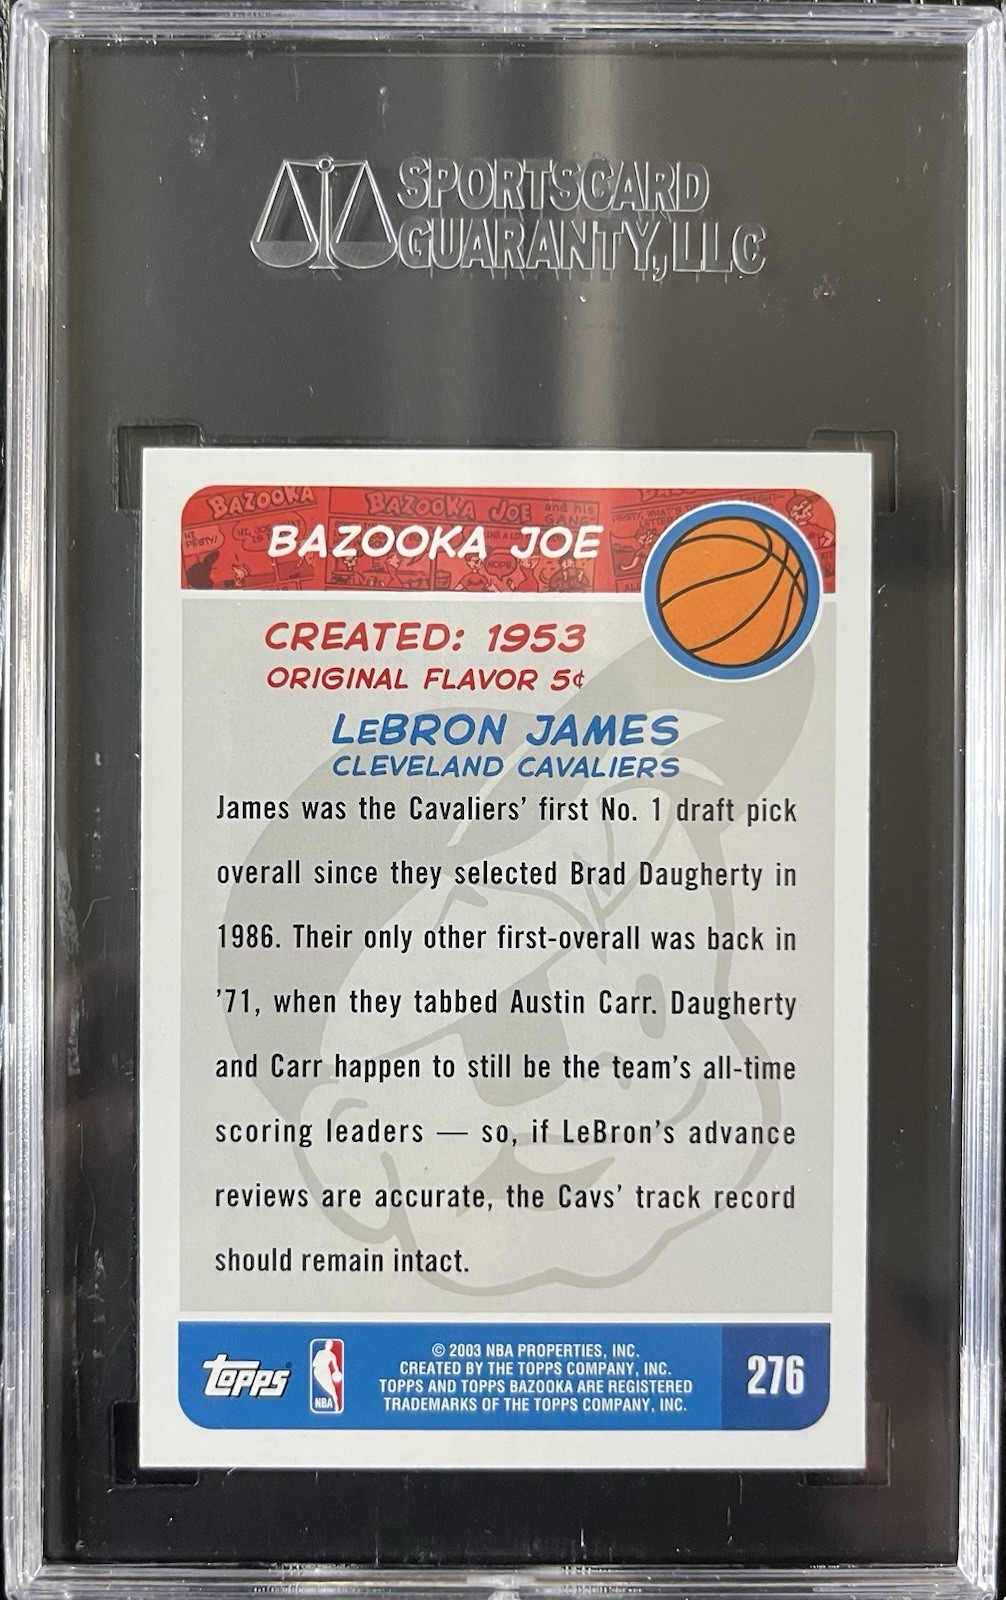 SPORTSCARD
GUARANTY, LLC
BAZOOKA
BAZOOKA JOE and his
GANG
HI
PESTY!
BAZOOKA JOE
CREATED: 1953
ORIGINAL FLAVOR 5¢
LeBRON JAMES
CLEVELAND CAVALIERS
James was the Cavaliers' first No. 1 draft pick
overall since they selected Brad Daugherty in
1986. Their only other first-overall was back in
'71, when they tabbed Austin Carr. Daugherty
and Carr happen to still be the team's all-time
scoring leaders — so, if LeBron's advance
reviews are accurate, the Cavs' track record
should remain intact.
Topps
NBA
© 2003 NBA PROPERTIES, INC.
CREATED BY THE TOPPS COMPANY, INC.
TOPPS AND TOPPS BAZOOKA ARE REGISTERED
TRADEMARKS OF THE TOPPS COMPANY, INC.
276